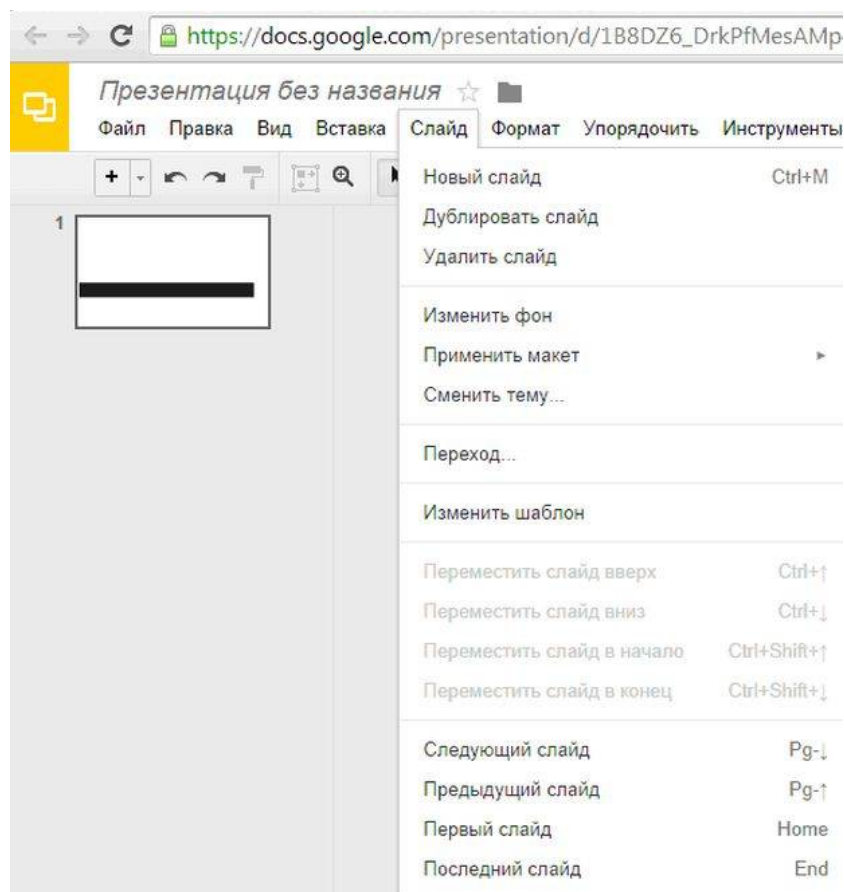 https://docs.google.com/presentation/d/1B8DZ6_DrkPfMesAMp
Презентация без названия
Файл Правка Вид Вставка Слайд Формат Упорядочить Инструменты
Новый слайд Ctrl+M
1
Дублировать слайд
Удалить слайд
Изменить фон
Применить макет
Сменить тему...
Переход...
Изменить шаблон
Переместить слайд вверх Ctrl+↑
Переместить слайд вниз Ctrl+↓
Переместить слайд в начало Ctrl+Shift+↑
Переместить слайд в конец Ctrl+Shift+↓
Следующий слайд Pg-↓
Предыдущий слайд Pg-↑
Первый слайд Home
Последний слайд End